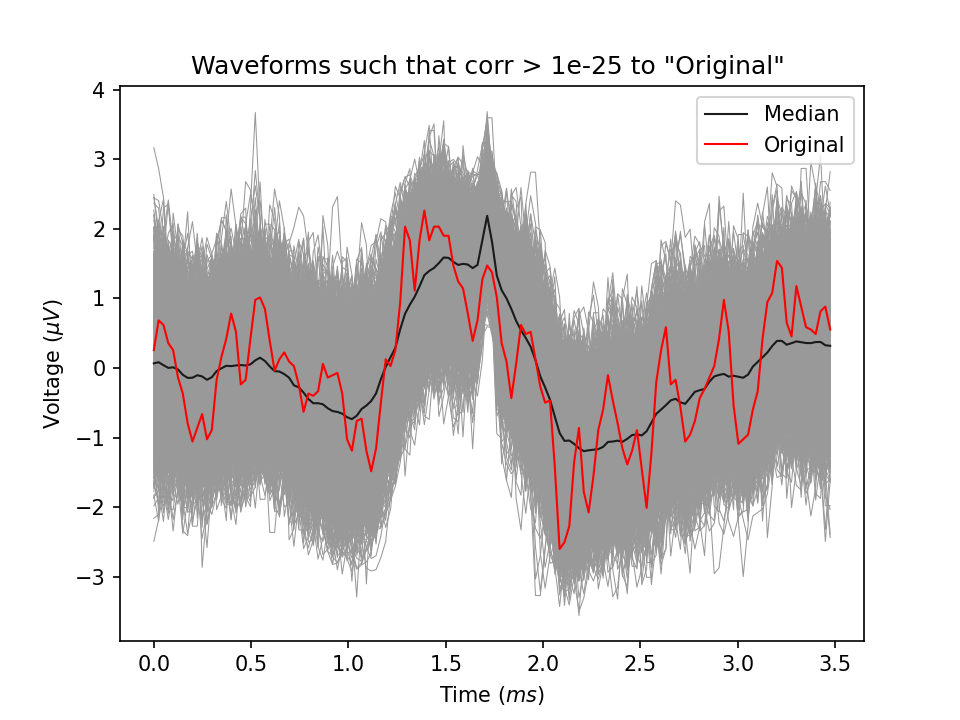 Waveforms such that corr > 1e-25 to "Original"
Median
Original
4
3
2
1
0
−1
−2
−3
Voltage (μV)
0.0 0.5 1.0 1.5 2.0 2.5 3.0 3.5
Time (ms)